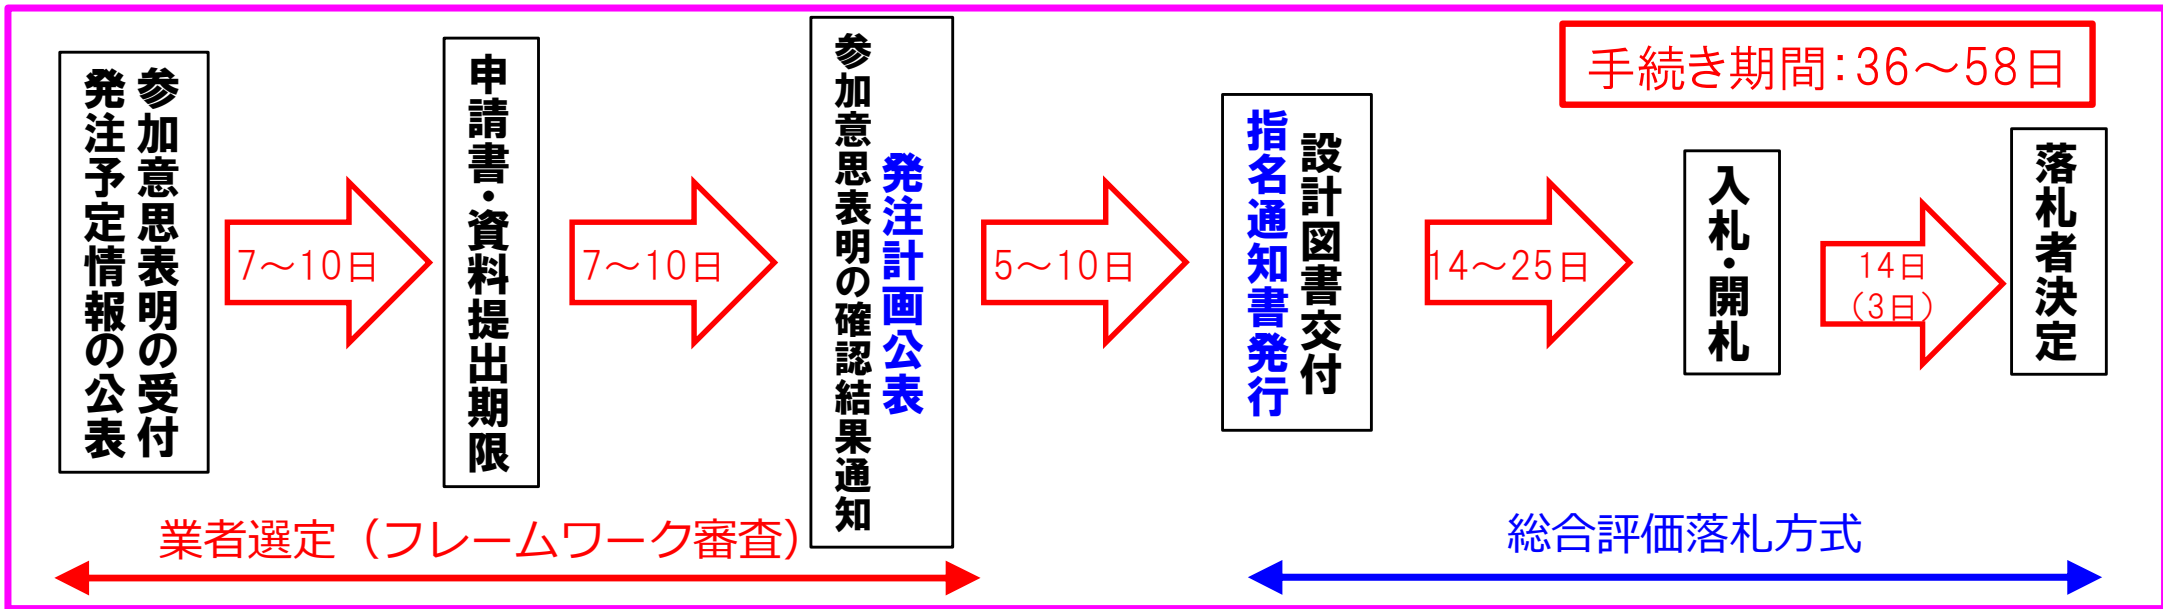 手続き期間：36～58日
参加意思表明の受付
発注予定情報の公表
7～10日
申請書・資料提出期限
7～10日
発注計画公表
参加意思表明の確認結果通知
5～10日
設計図書交付
指名通知書発行
14～25日
入札・開札
14日
(3日)
落札者決定
業者選定（フレームワーク審査）
総合評価落札方式